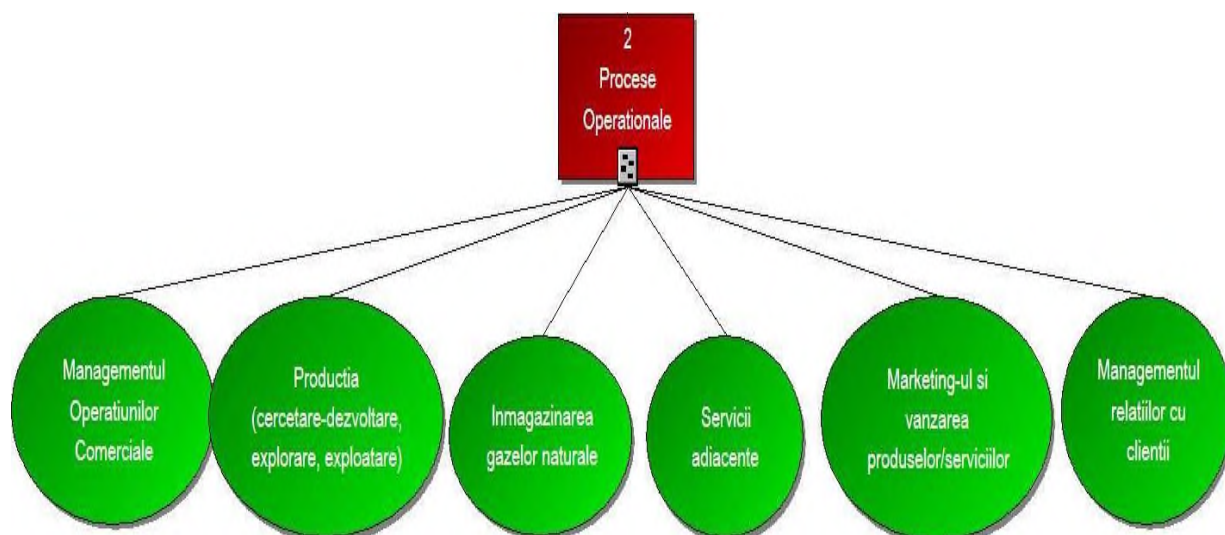 2
Procese
Operationale
Managementul
Operatiunilor
Comerciale
Productia
(cercetare-dezvoltare,
explorare, exploatare)
Inmagazinarea
gazelor naturale
Servicii
adiacente
Marketing-ul si
vanzarea
produselor/serviciilor
Managementul
relatiilor cu
clientii